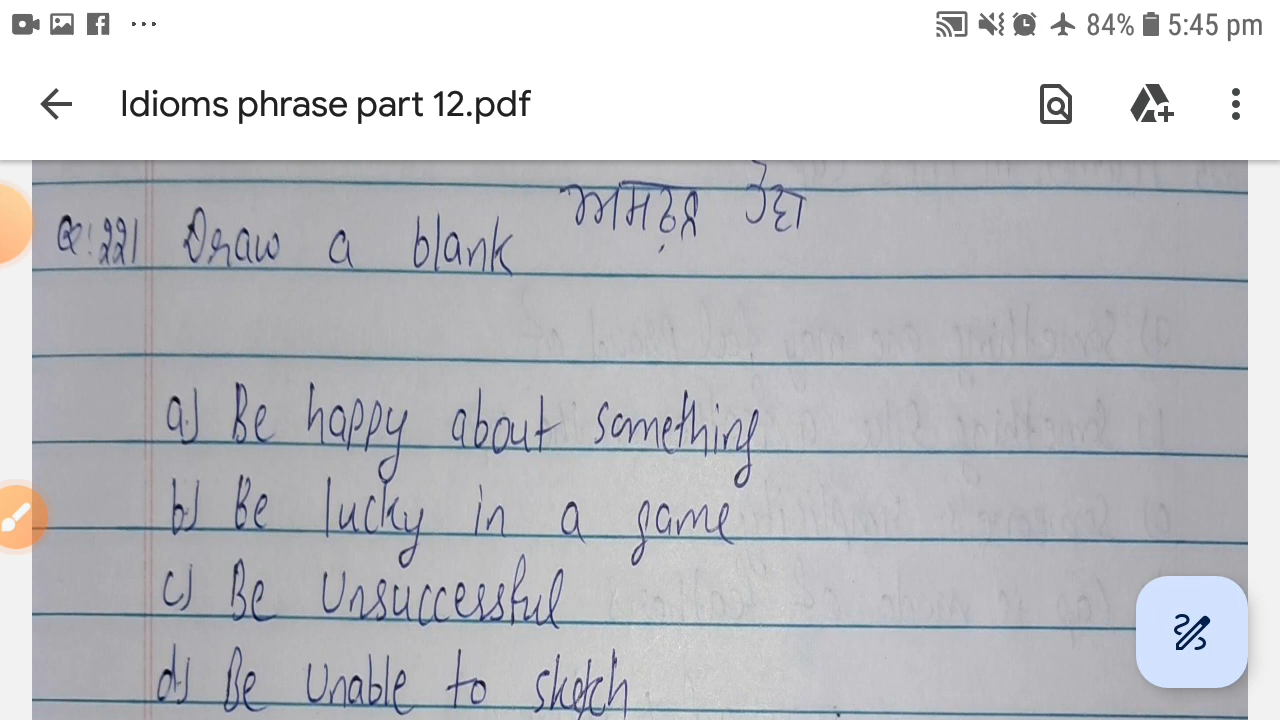 84% 5:45 pm
Idioms phrase part 12.pdf
ਅਸਫਲ ਹੋਣਾ
Q:221 Draw a blank
a) Be happy about something
b) Be lucky in a game
c) Be Unsuccessful
d) Be Unable to sketch